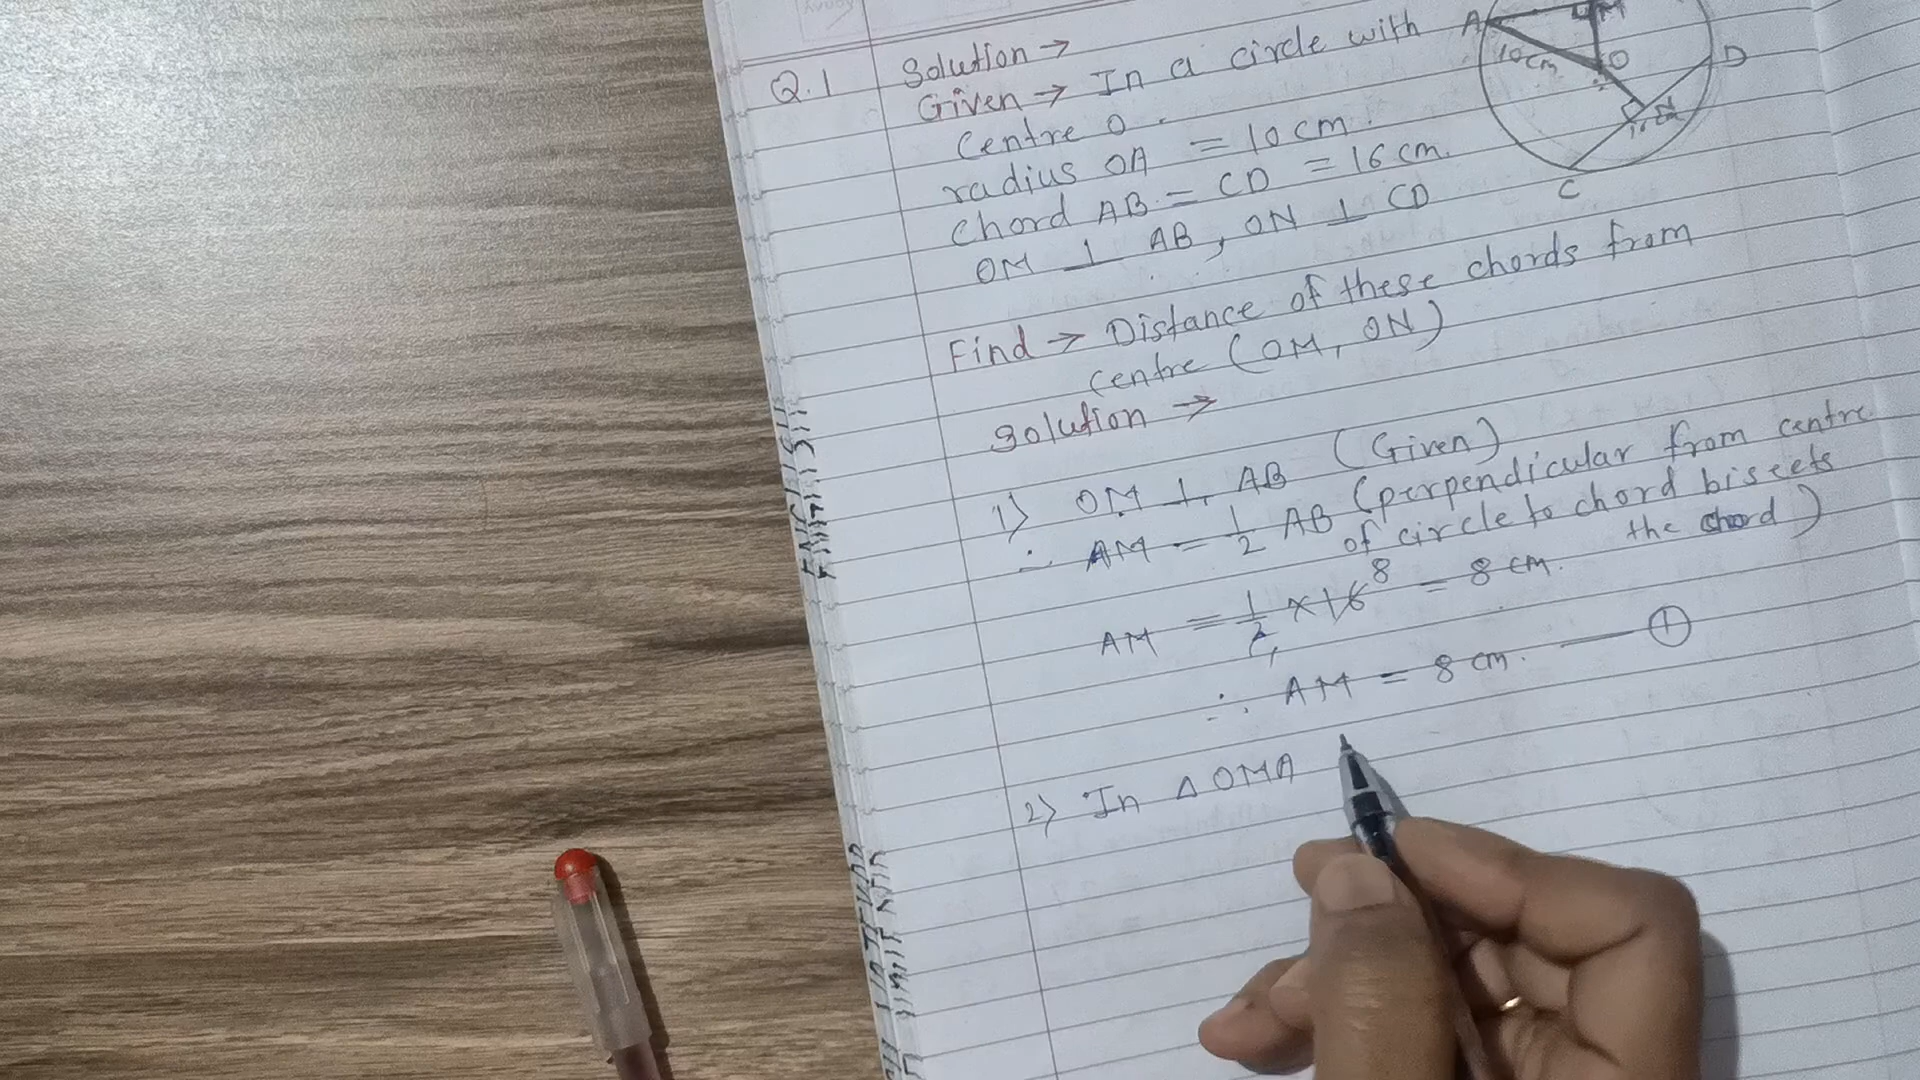 Q.1 Solution →
Given → In a circle with
Centre O.
radius OA = 10 cm.
chord AB = CD = 16 cm.
OM ⊥ AB, ON ⊥ CD
Find → Distance of these chords from
centre (OM, ON)
Solution →
1) OM ⊥ AB (Given)
∴ AM = 1/2 AB (perpendicular from centre
of circle to chord bisects
the chord)
AM = 1/2 × 16 8 = 8 cm.
∴ AM = 8 cm. — 1
2) In △ OMA
A
M
10cm
O
D
N
C